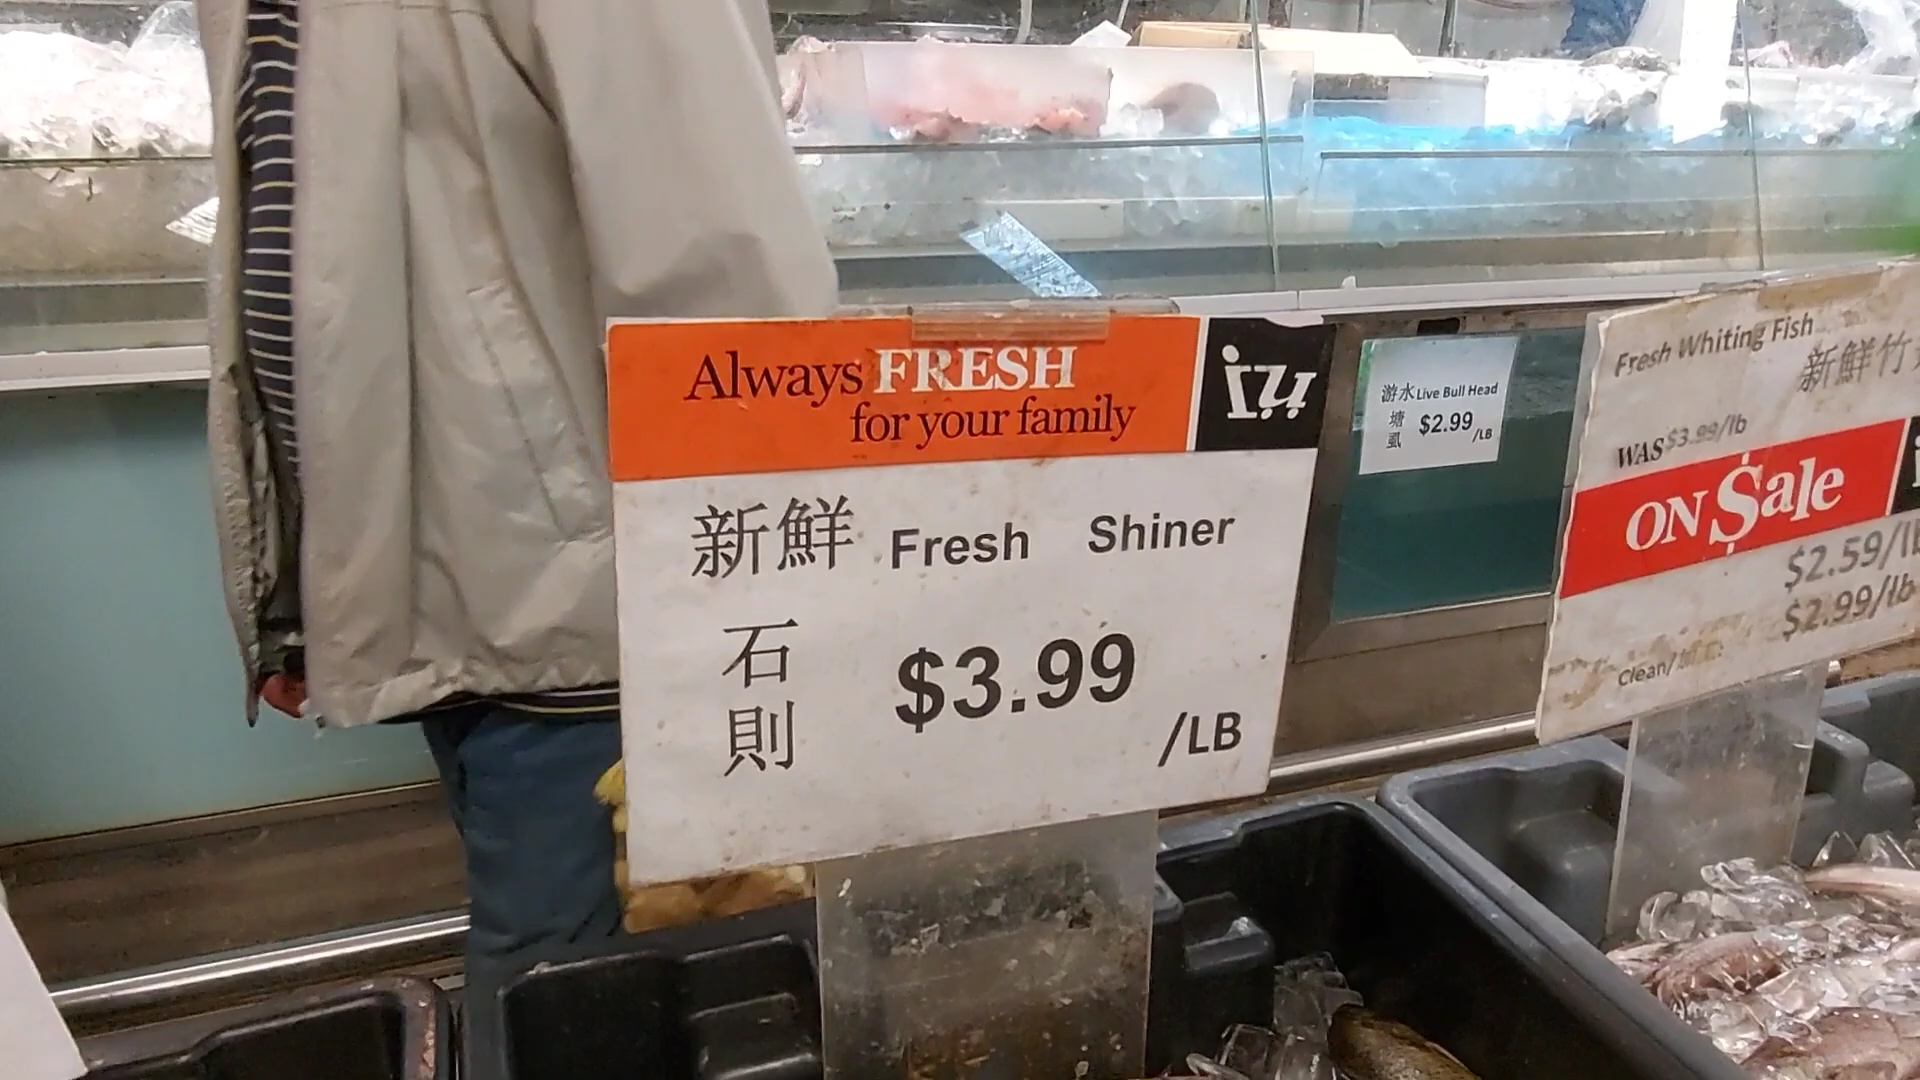 Always FRESH
for your family
新鮮 Fresh Shiner
石則
$3.99
/LB
游水 Live Bull Head
塘虱
$2.99 /LB
Fresh Whiting Fish
新鮮竹
WAS $3.99/lb
ON $ale
$2.59/lb
$2.99/lb
Clean/加工: